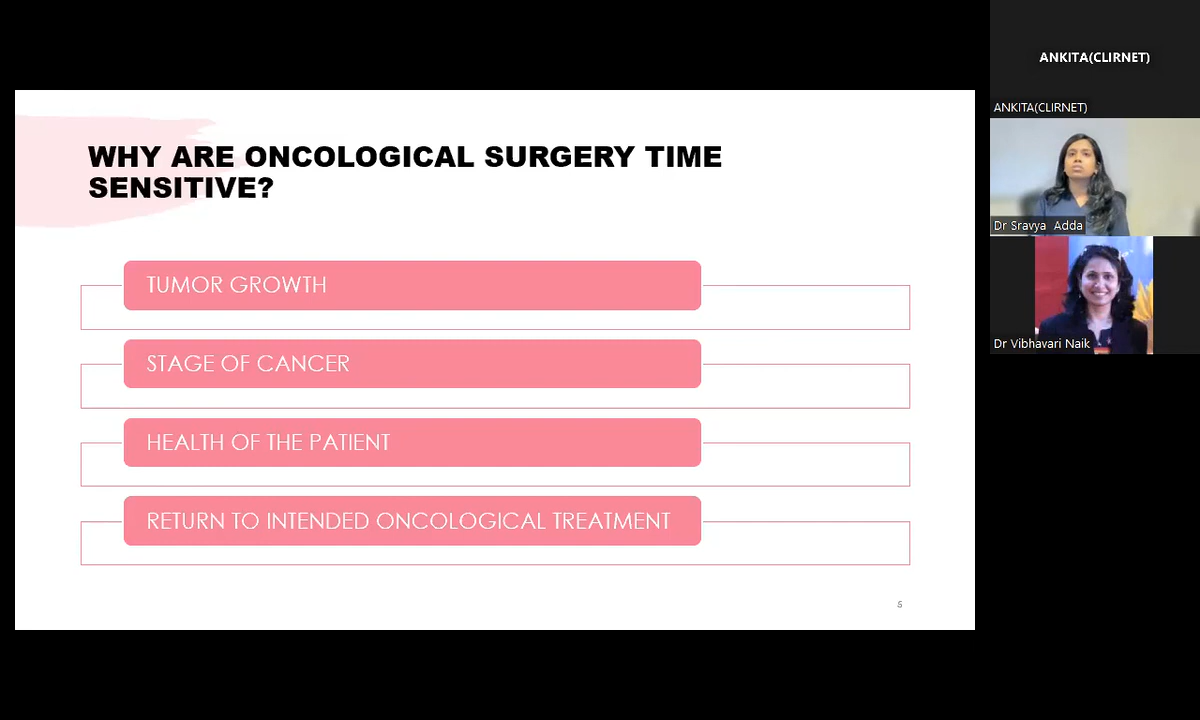 WHY ARE ONCOLOGICAL SURGERY TIME
SENSITIVE?
TUMOR GROWTH
STAGE OF CANCER
HEALTH OF THE PATIENT
RETURN TO INTENDED ONCOLOGICAL TREATMENT
5
ANKITA(CLIRNET)
ANKITA(CLIRNET)
Dr Sravya Adda
Dr Vibhavari Naik